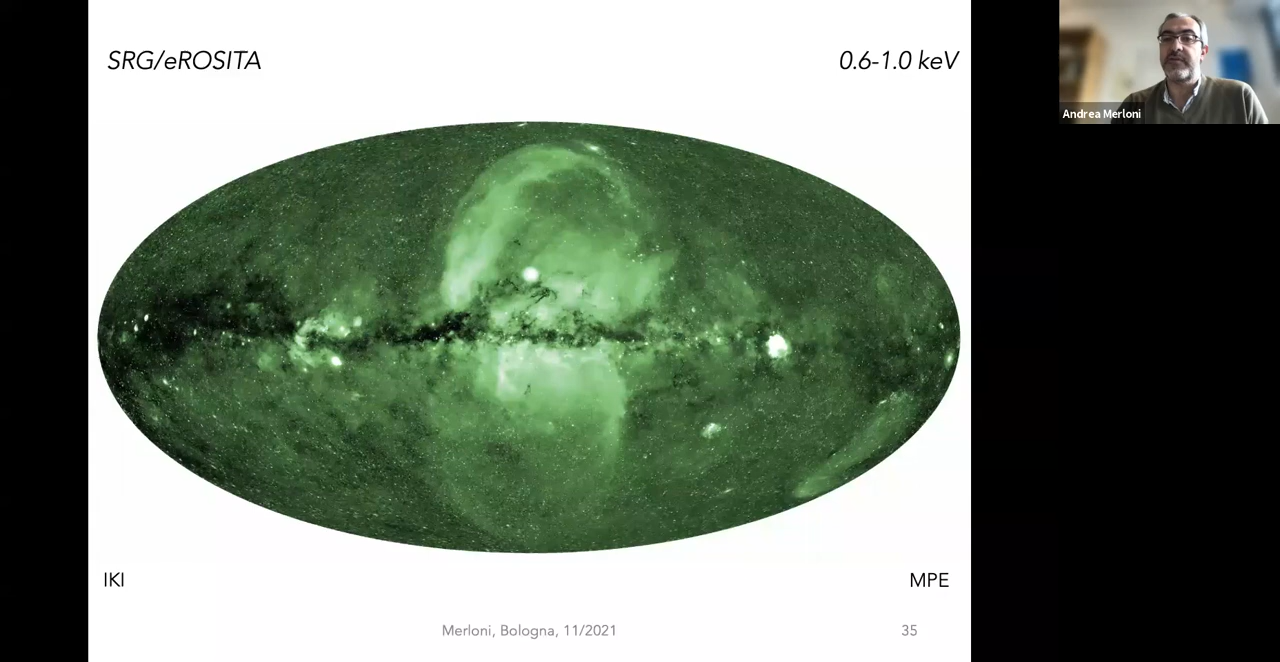 SRG/eROSITA
0.6-1.0 keV
Andrea Merloni
IKI
MPE
Merloni, Bologna, 11/2021
35